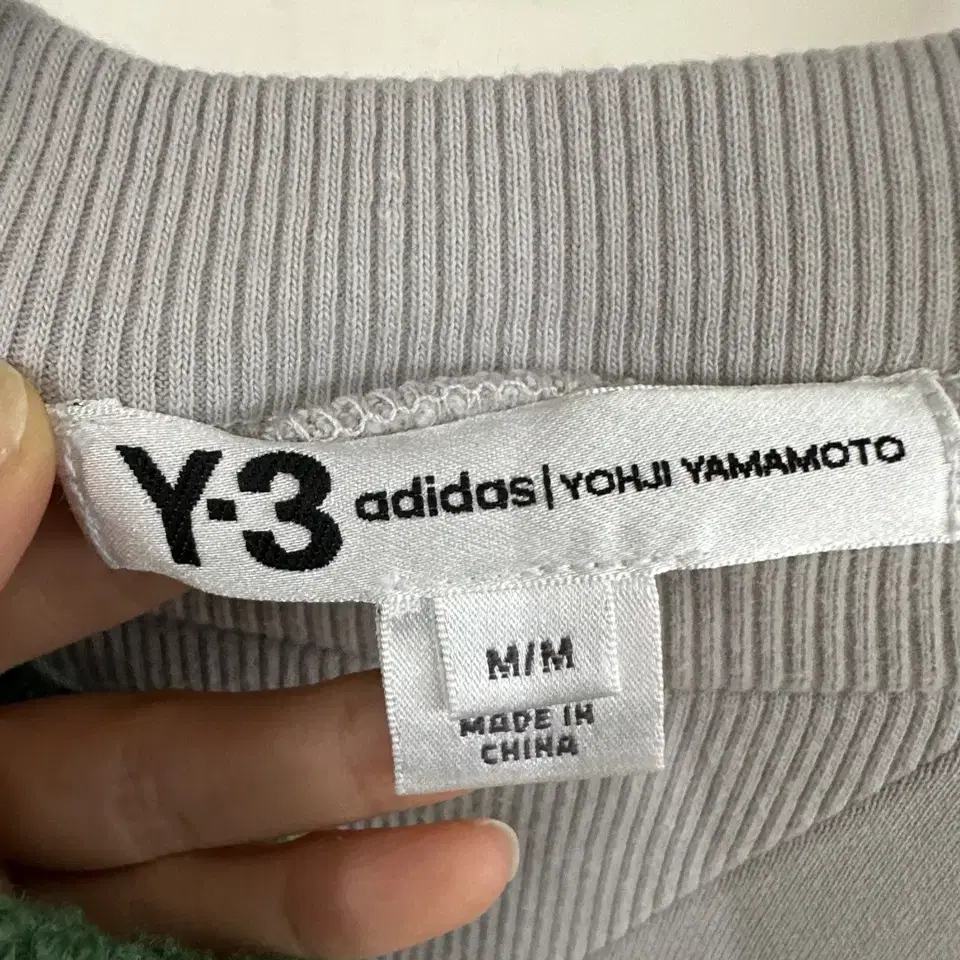 Y-3 adidas | YOHJI YAMAMOTO
M/M
MADE IN
CHINA